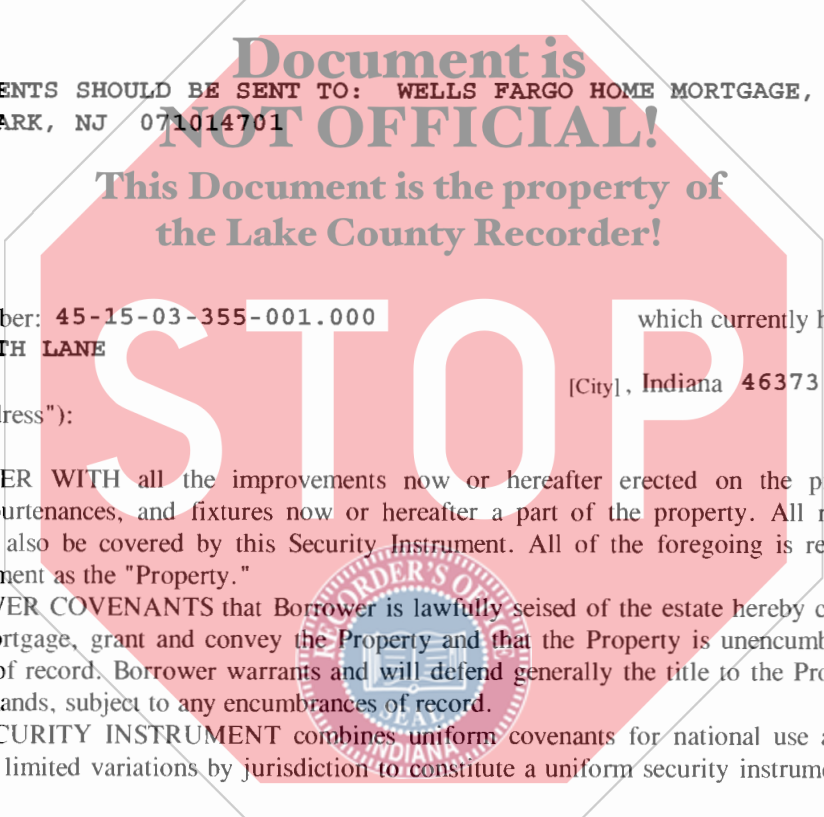 Document is
ENTS SHOULD BE SENT TO: WELLS FARGO HOME MORTGAGE,
ARK, NJ 071014701
NOT OFFICIAL!
This Document is the property of
the Lake County Recorder!
ber: 45-15-03-355-001.000 which currently h
TH LANE
[City], Indiana 46373
dress"):
STOP
ER WITH all the improvements now or hereafter erected on the p
urtenances, and fixtures now or hereafter a part of the property. All r
also be covered by this Security Instrument. All of the foregoing is re
ment as the "Property."
VER COVENANTS that Borrower is lawfully seised of the estate hereby c
ortgage, grant and convey the Property and that the Property is unencumb
of record. Borrower warrants and will defend generally the title to the Pro
ands, subject to any encumbrances of record.
CURITY INSTRUMENT combines uniform covenants for national use a
limited variations by jurisdiction to constitute a uniform security instrume
RECORDER'S OF
SEAL
INDIANA